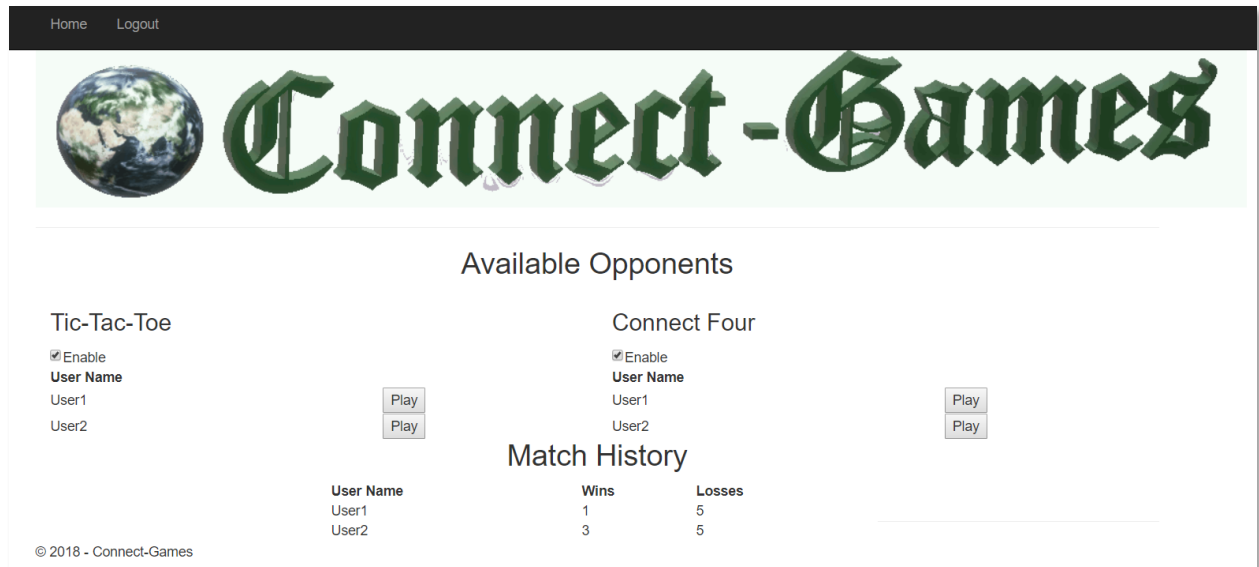 Home Logout
Connect-Games
Available Opponents
Tic-Tac-Toe
Enable
User Name
User1 Play
User2 Play
Connect Four
Enable
User Name
User1 Play
User2 Play
Match History
User Name Wins Losses
User1 1 5
User2 3 5
© 2018 - Connect-Games